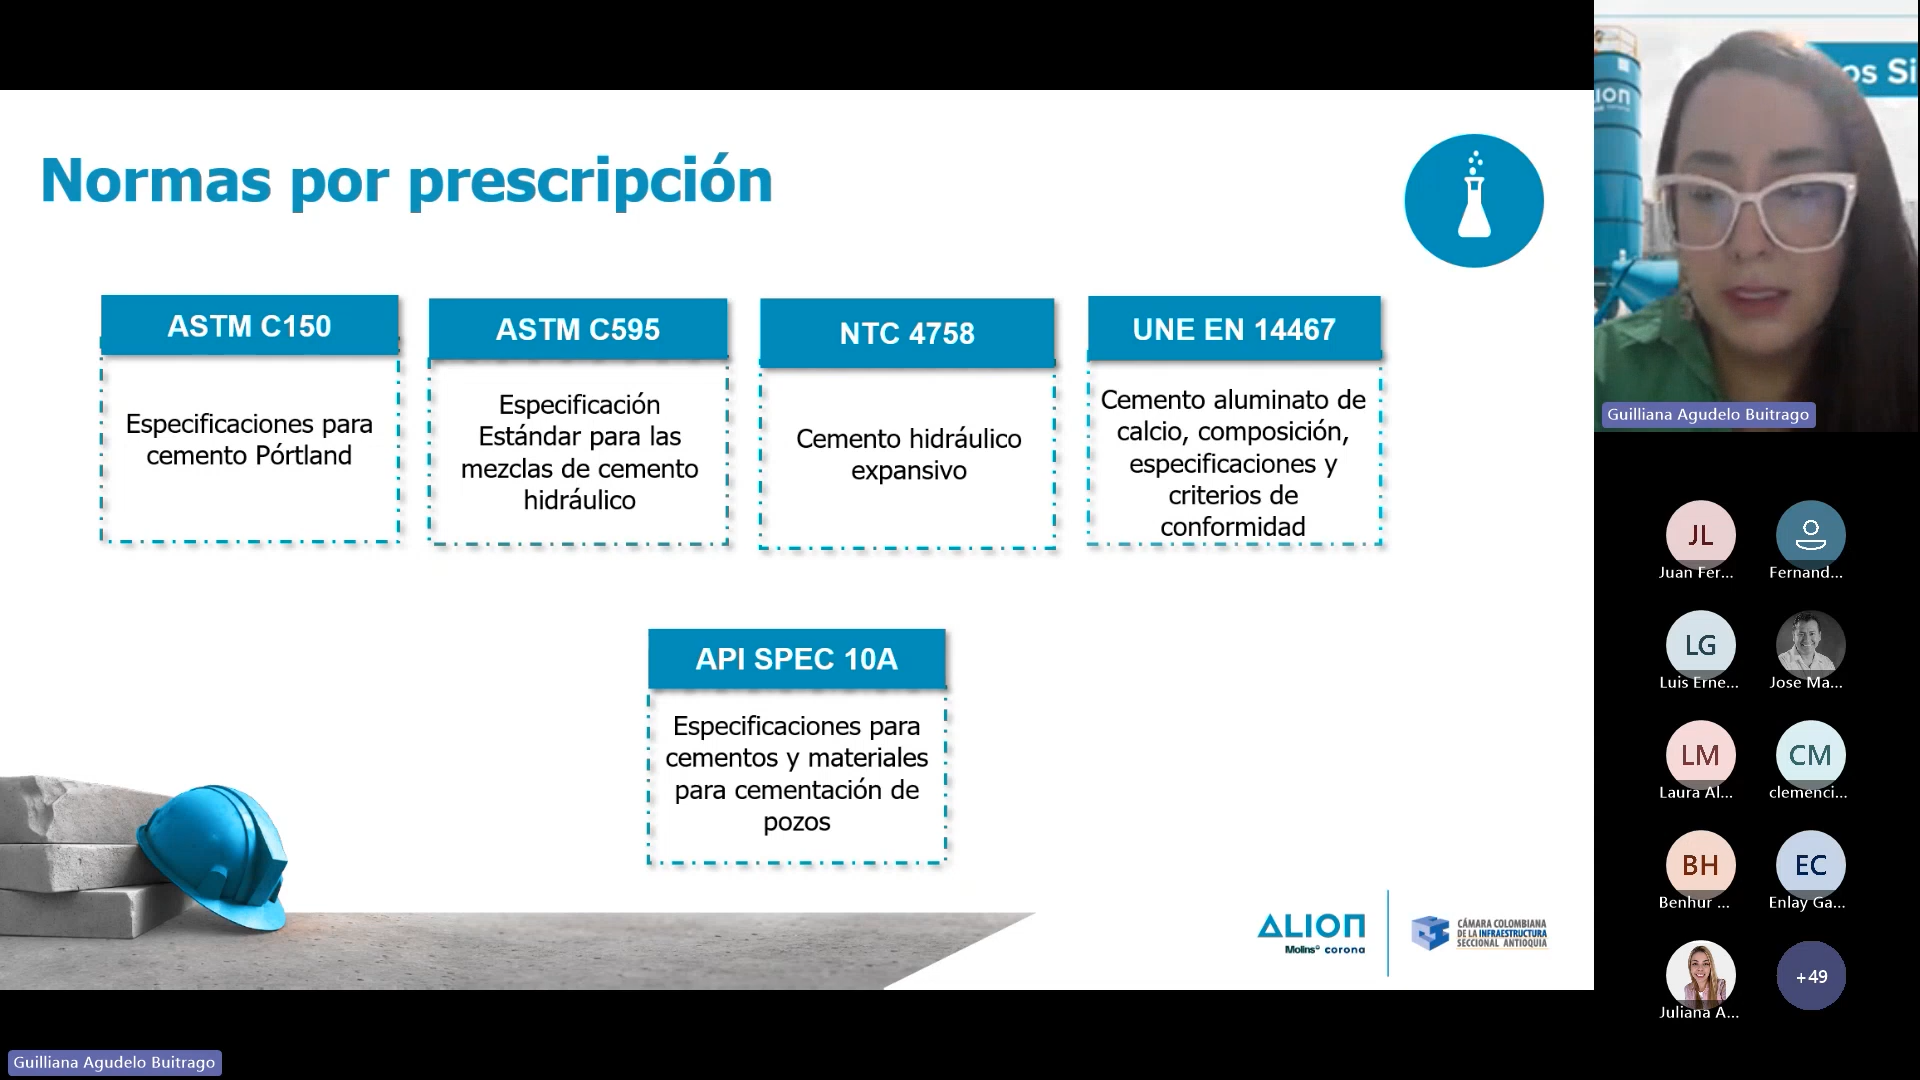 Normas por prescripción
ASTM C150
Especificaciones para
cemento Pórtland
ASTM C595
Especificación
Estándar para las
mezclas de cemento
hidráulico
NTC 4758
Cemento hidráulico
expansivo
UNE EN 14467
Cemento aluminato de
calcio, composición,
especificaciones y
criterios de
conformidad
API SPEC 10A
Especificaciones para
cementos y materiales
para cementación de
pozos
ALION
Molins corona
CÁMARA COLOMBIANA
DE LA INFRAESTRUCTURA
SECCIONAL ANTIOQUIA
os Si
LION
Guilliana Agudelo Buitrago
JL
Juan Fer...
Fernand...
LG
Luis Erne...
Jose Ma...
LM
Laura Al...
CM
clemenci...
BH
Benhur ...
EC
Enlay Ga...
Juliana A...
+49
Guilliana Agudelo Buitrago